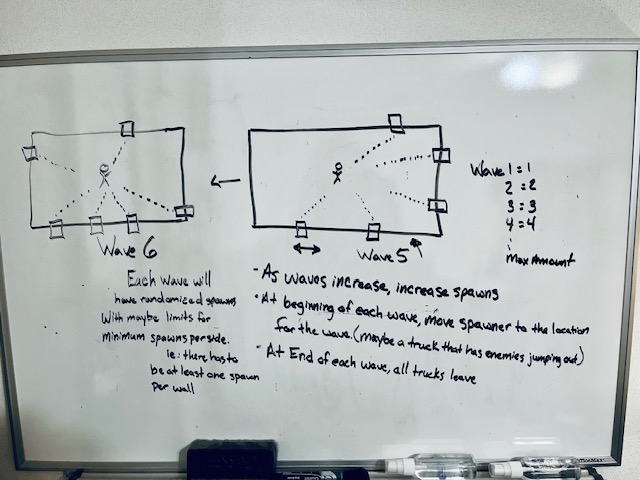 Wave 6
Each wave will
have randomized spawns
With maybe limits for
minimum spawns per side.
ie: there has to
be at least one spawn
per wall
Wave 5
- As waves increase, increase spawns
• At beginning of each wave, move spawner to the location
for the wave. (maybe a truck that has enemies jumping out)
- At End of each wave, all trucks leave
Wave 1 = 1
2 = 2
3 = 3
4 = 4
⋮
Max Amount